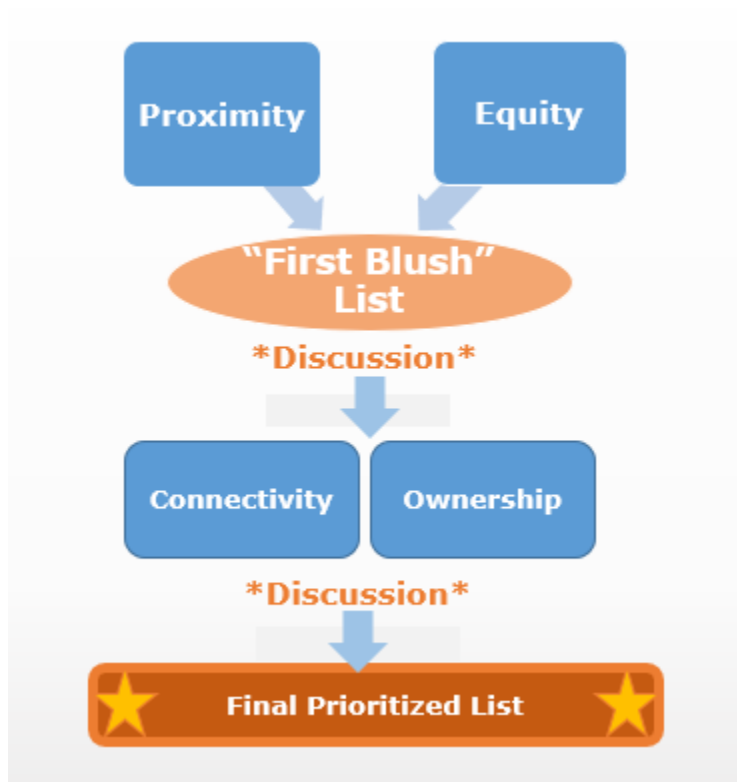 Proximity
Equity
“First Blush”
List
*Discussion*
Connectivity
Ownership
*Discussion*
Final Prioritized List